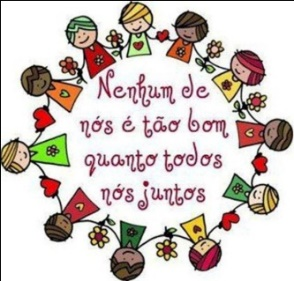 Nenhum de
nós é tão bom
quanto todos
nós juntos